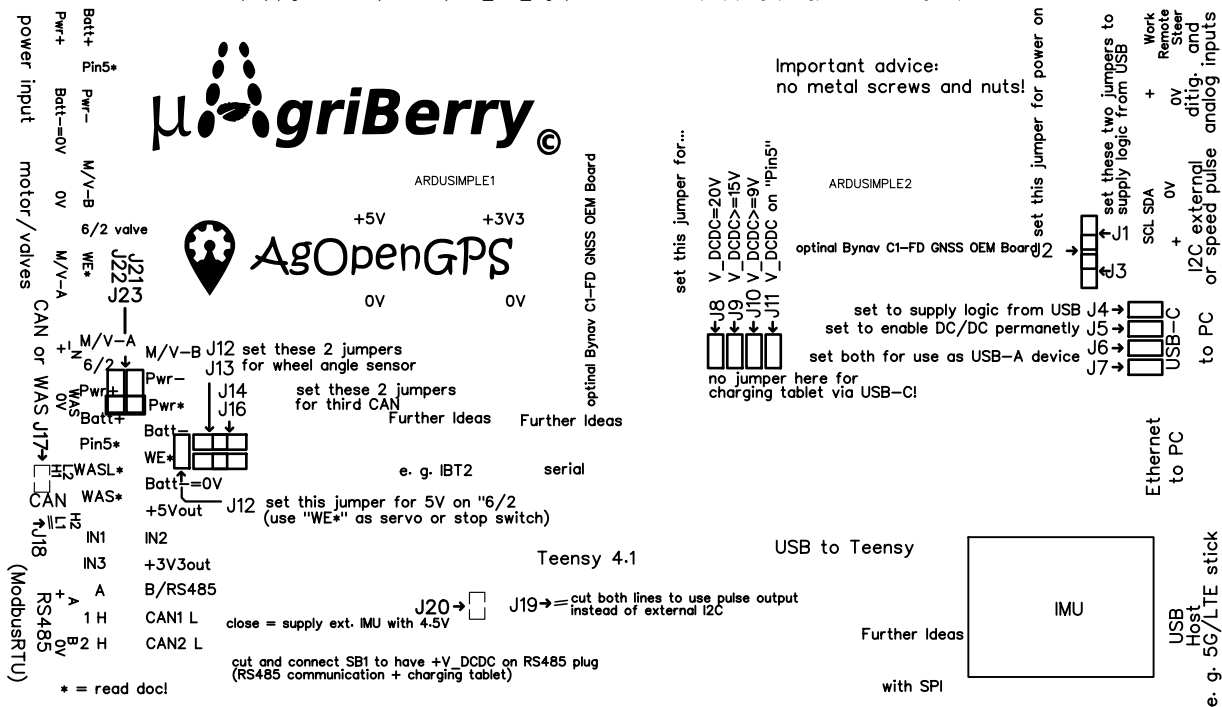 power input
Pwr+
Batt+
Pin5*
Batt-=0V
Pwr-
motor/valves
0V
M/V-B
6/2 valve
M/V-A
WE*
J21
J22
J23
µAgriBerry©
ARDUSIMPLE1
+5V
+3V3
AgOpenGPS
0V
0V
optinal Bynav C1-FD GNSS OEM Board
Important advice:
no metal screws and nuts!
ARDUSIMPLE2
set this jumper for...
J8 V_DCDC=20V
J9 V_DCDC>=15V
J10 V_DCDC>=9V
J11 V_DCDC on "Pin5"
no jumper here for
charging tablet via USB-C!
set this jumper for power on
set these two jumpers to
supply logic from USB
optinal Bynav C1-FD GNSS OEM Board
J2
J1
J3
Work
Remote
Steer
+
0V
ditig. and
analog inputs
SCL SDA
+
0V
I2C external
or speed pulse
set to supply logic from USB J4
set to enable DC/DC permanetly J5
set both for use as USB-A device
J6
J7
USB-C
to PC
Ethernet
to PC
CAN or WAS
+
-N
WAS
0V
M/V-A
6/2
Pwr+
Batt+
Pin5*
WASL*
WAS*
M/V-B
Pwr-
Pwr*
Batt-
WE*
Batt-=0V
J12
J13
set these 2 jumpers
for wheel angle sensor
J14
J16
set these 2 jumpers
for third CAN
Further Ideas
Further Ideas
e. g. IBT2
serial
J12
set this jumper for 5V on "6/2
(use "WE*" as servo or stop switch)
J17
L2
H1
CAN
H2
L1
J18
+5Vout
IN1
IN2
IN3
+3V3out
A
B/RS485
1 H
CAN1 L
2 H
CAN2 L
RS485
(ModbusRTU)
+
A
B
0V
* = read doc!
Teensy 4.1
USB to Teensy
J20
close = supply ext. IMU with 4.5V
J19
cut both lines to use pulse output
instead of external I2C
cut and connect SB1 to have +V_DCDC on RS485 plug
(RS485 communication + charging tablet)
IMU
Further Ideas
with SPI
USB
Host
e. g. 5G/LTE stick